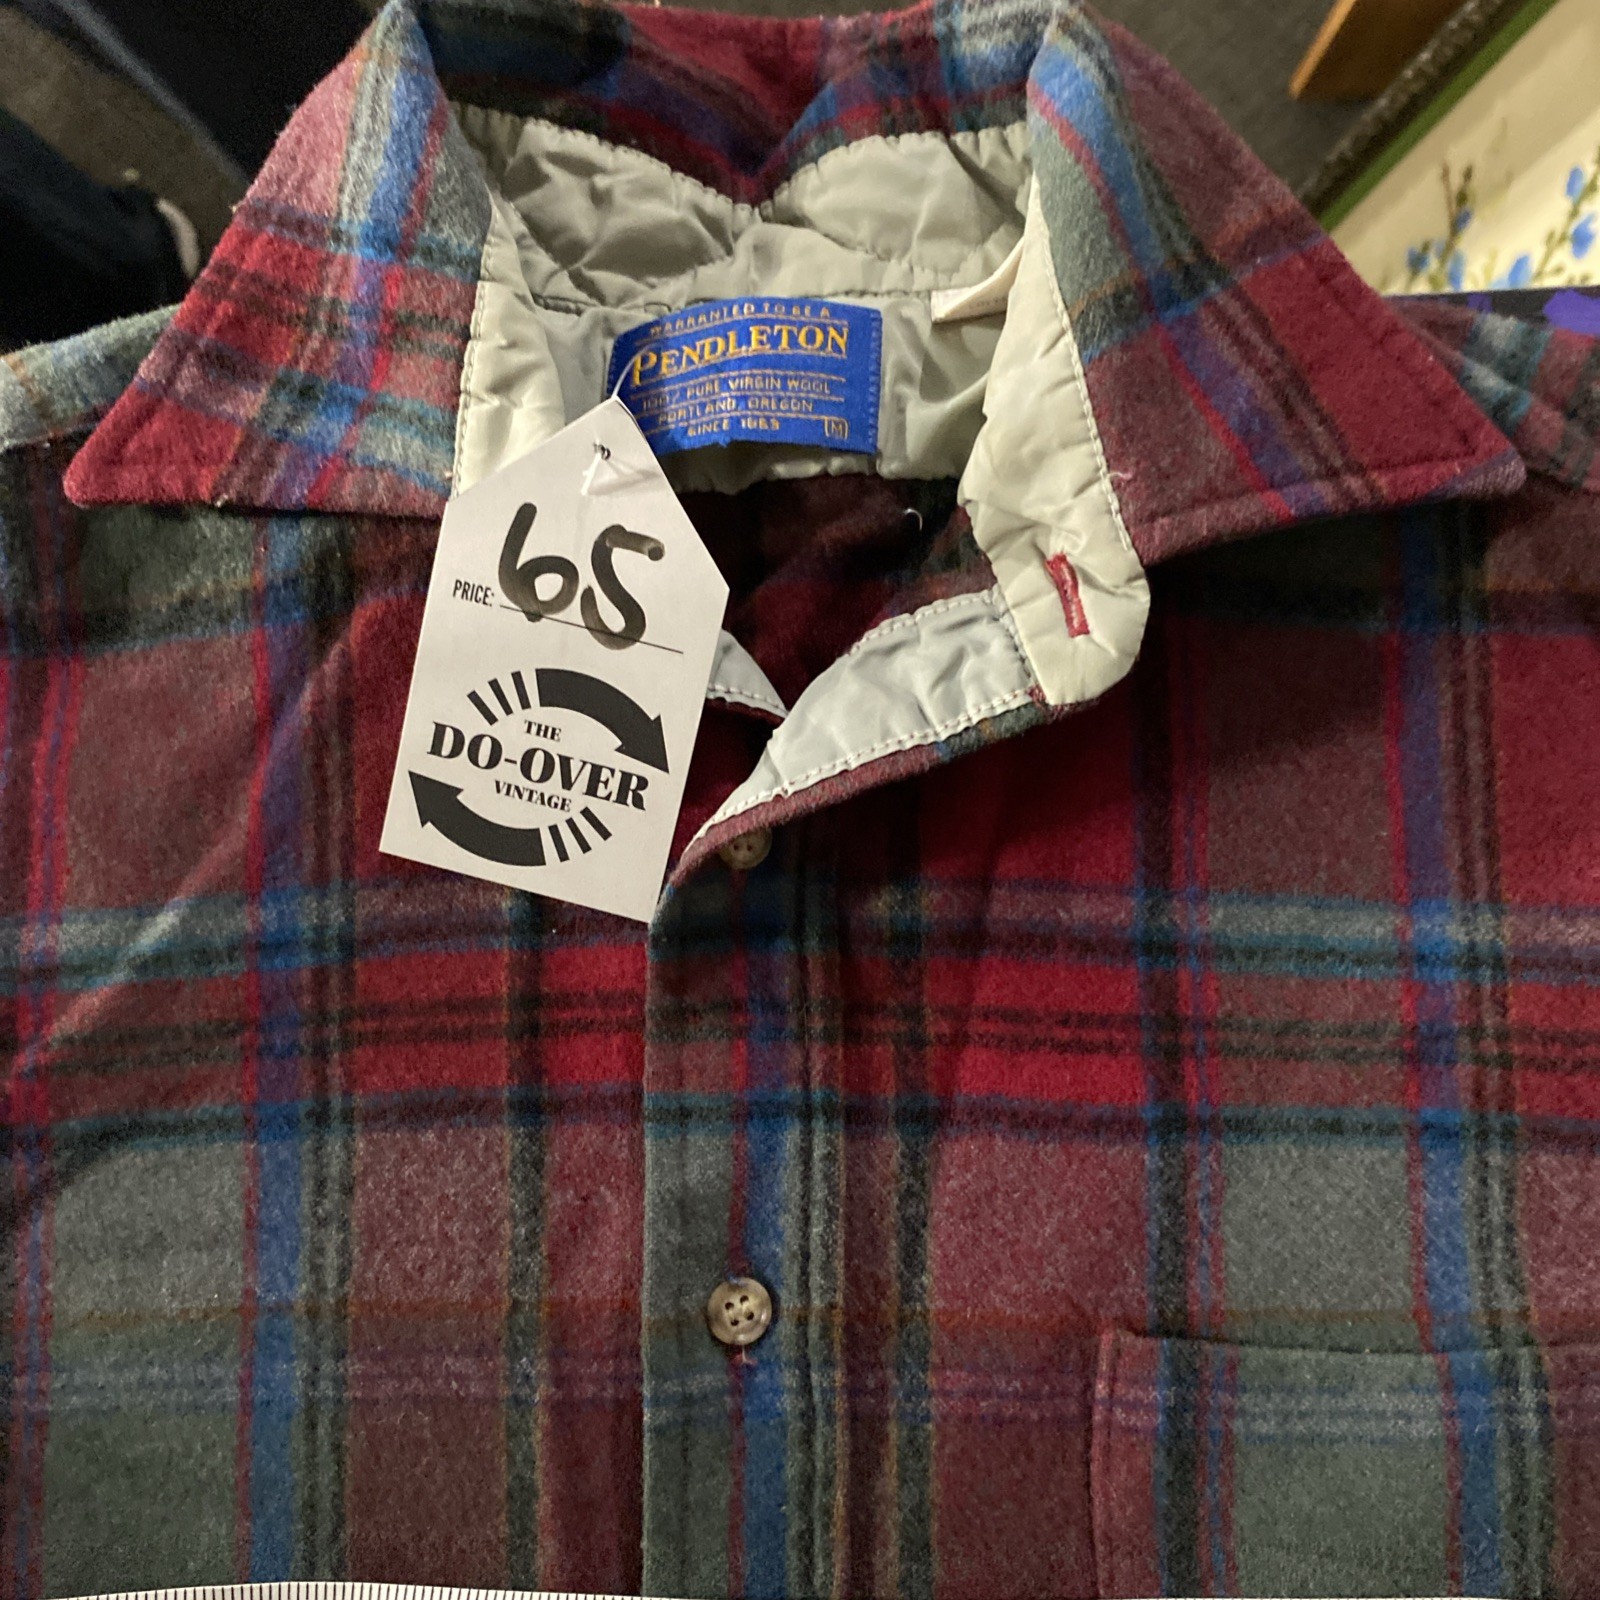 WARRANTED TO BE A
PENDLETON
100% PURE VIRGIN WOOL
PORTLAND, OREGON
SINCE 1863
M
PRICE: 65
THE
DO-OVER
VINTAGE